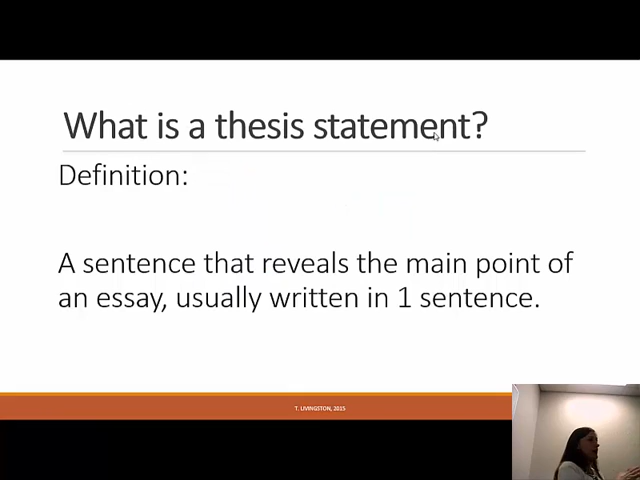 What is a thesis statement?
Definition:
A sentence that reveals the main point of
an essay, usually written in 1 sentence.
T. LIVINGSTON, 2015